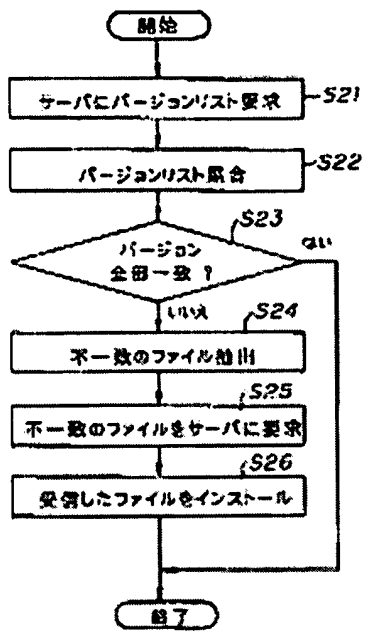 開始
サーバにバージョンリスト要求
S21
バージョンリスト照合
S22
S23
バージョン
全部一致?
はい
いいえ
S24
不一致のファイル抽出
S25
不一致のファイルをサーバに要求
S26
受信したファイルをインストール
終了